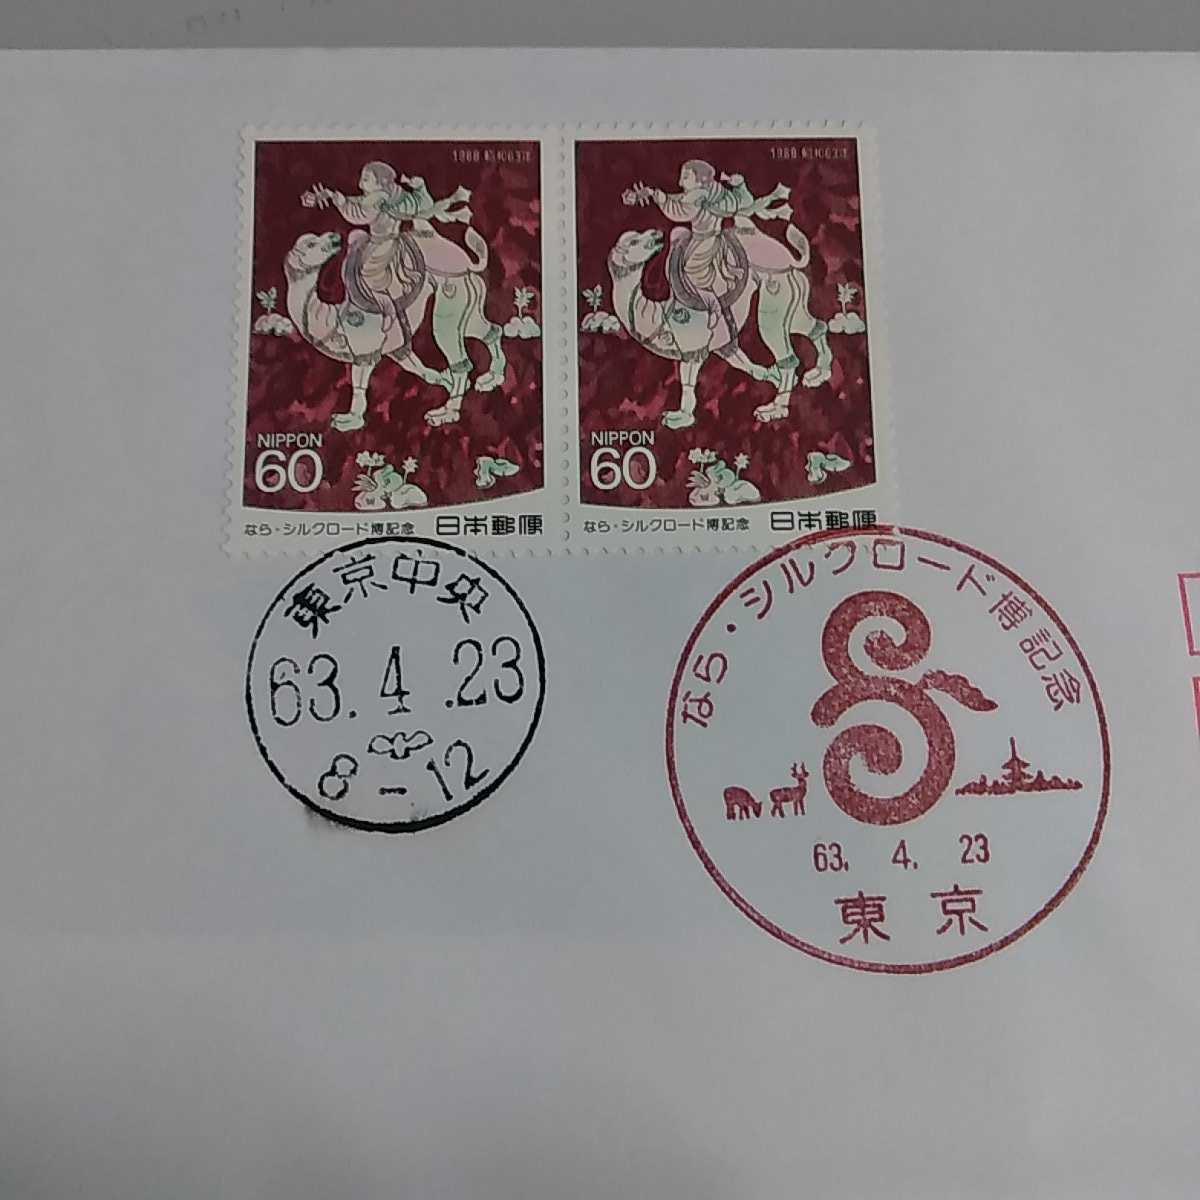 1988 昭和63年
NIPPON
60
なら・シルクロード博記念 日本郵便
1988 昭和63年
NIPPON
60
なら・シルクロード博記念 日本郵便
東京中央
63.4.23
8-12
なら・シルクロード博記念
63. 4. 23
東京